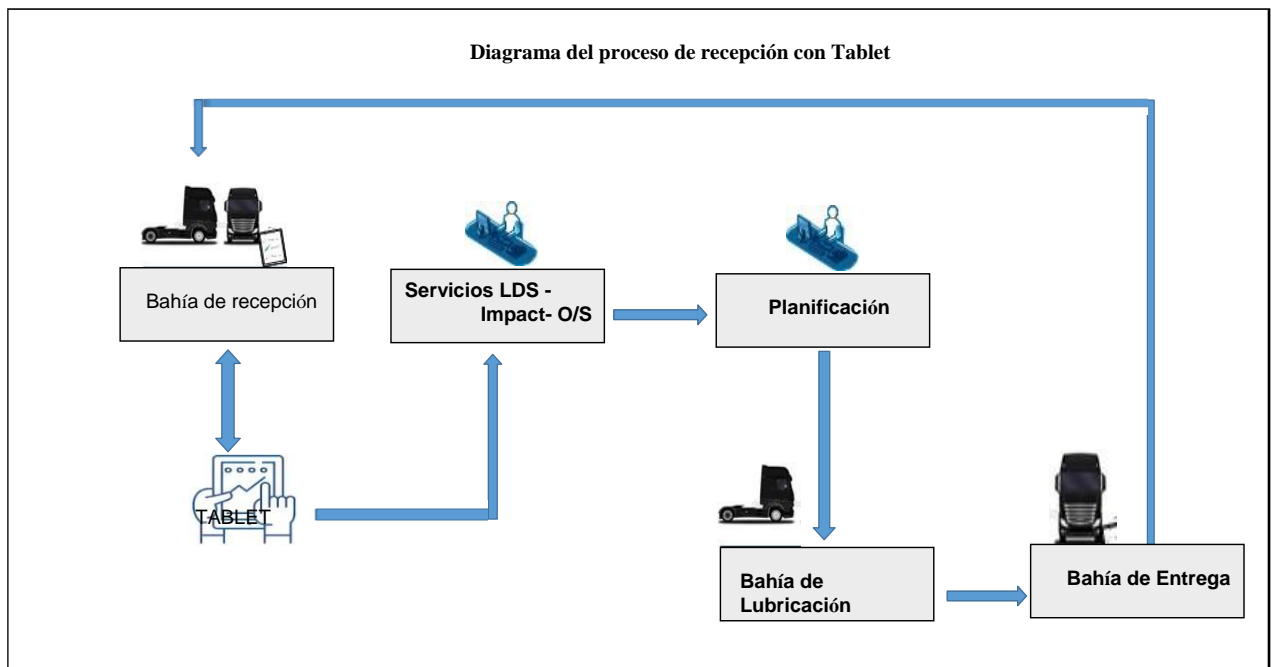 Diagrama del proceso de recepción con Tablet
Bahía de recepción
Servicios LDS -
Impact- O/S
Planificación
TABLET
Bahía de
Lubricación
Bahía de Entrega